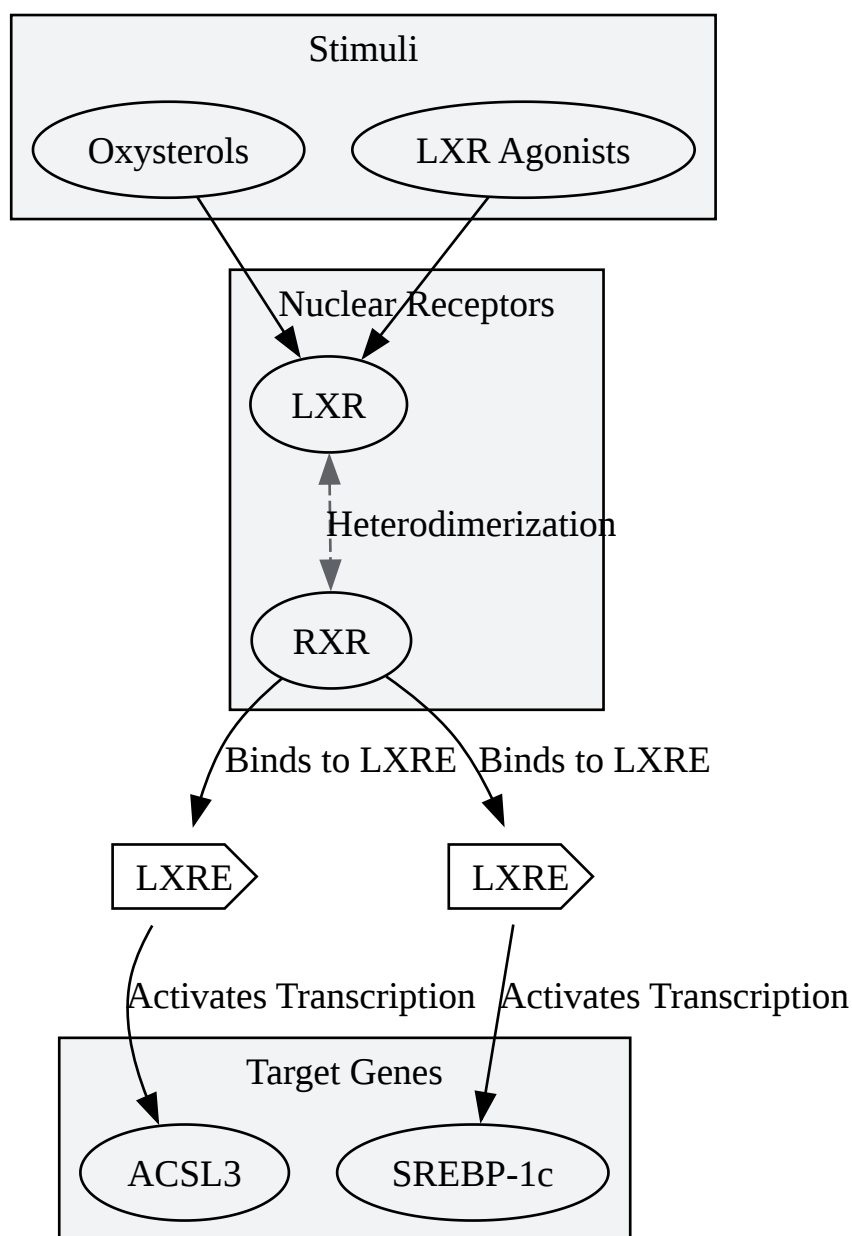 Stimuli
Oxysterols
LXR Agonists
Nuclear Receptors
LXR
Heterodimerization
RXR
Binds to LXRE
Binds to LXRE
LXRE
LXRE
Activates Transcription
Activates Transcription
Target Genes
ACSL3
SREBP-1c